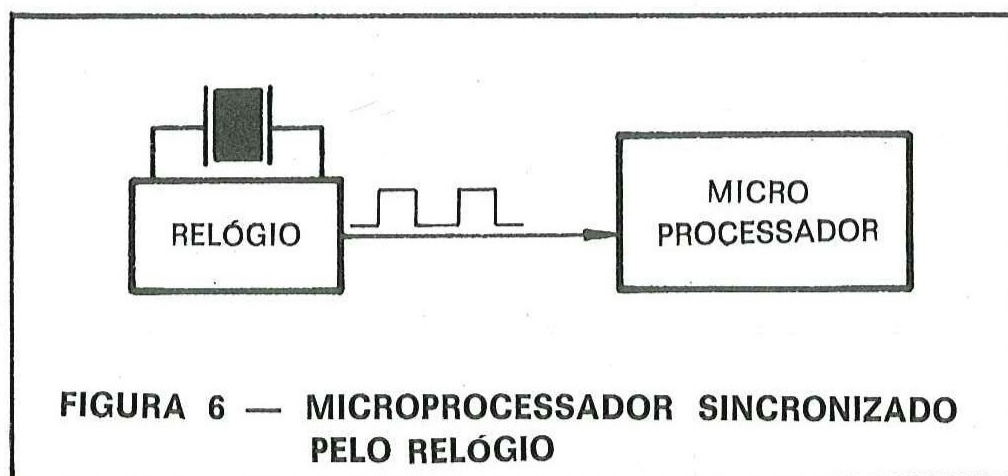 RELÓGIO
MICRO
PROCESSADOR
FIGURA 6 — MICROPROCESSADOR SINCRONIZADO
PELO RELÓGIO